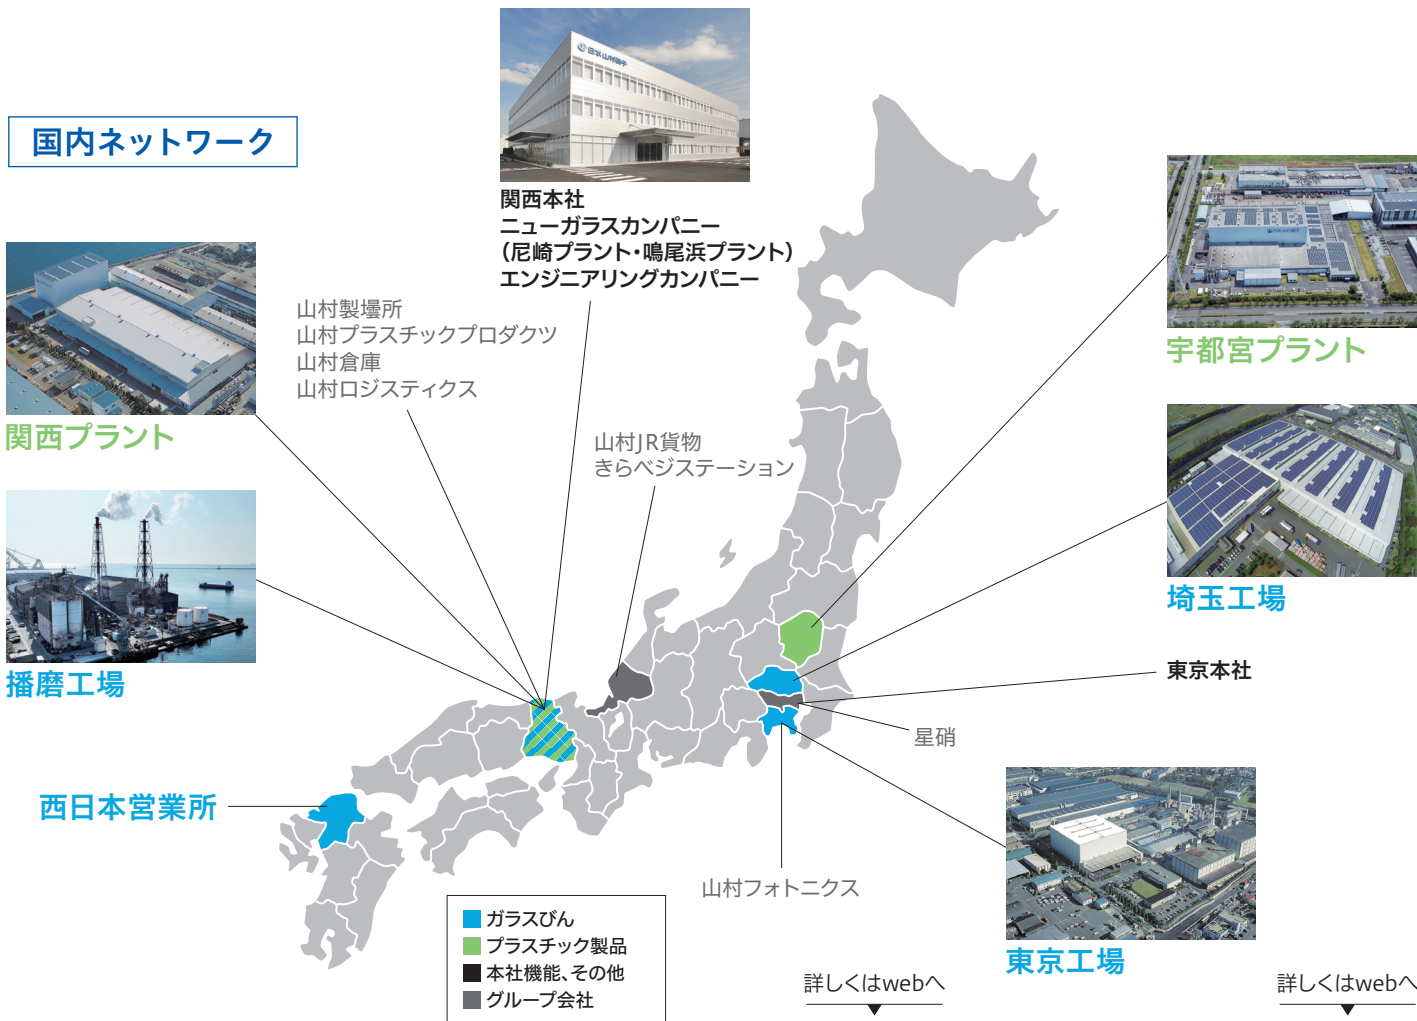 国内ネットワーク
日本山村硝子
関西本社
ニューガラスカンパニー
（尼崎プラント・鳴尾浜プラント）
エンジニアリングカンパニー
山村製壜所
山村プラスチックプロダクツ
山村倉庫
山村ロジスティクス
関西プラント
山村JR貨物
きらベジステーション
宇都宮プラント
播磨工場
埼玉工場
東京本社
星硝
西日本営業所
山村フォトニクス
東京工場
ガラスびん
プラスチック製品
本社機能、その他
グループ会社
詳しくはwebへ
詳しくはwebへ